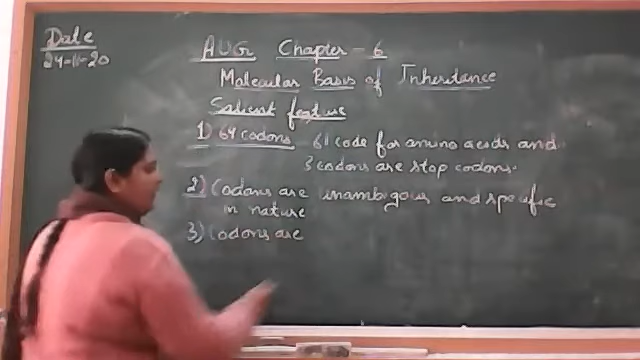 Date
24-11-20
AUG Chapter - 6
Molecular Basis of Inheritance
Salient feature
1) 64 codons 61 code for amino acids and
3 codons are stop codons.
2) Codons are unambigous and specific
in nature
3) Codons are